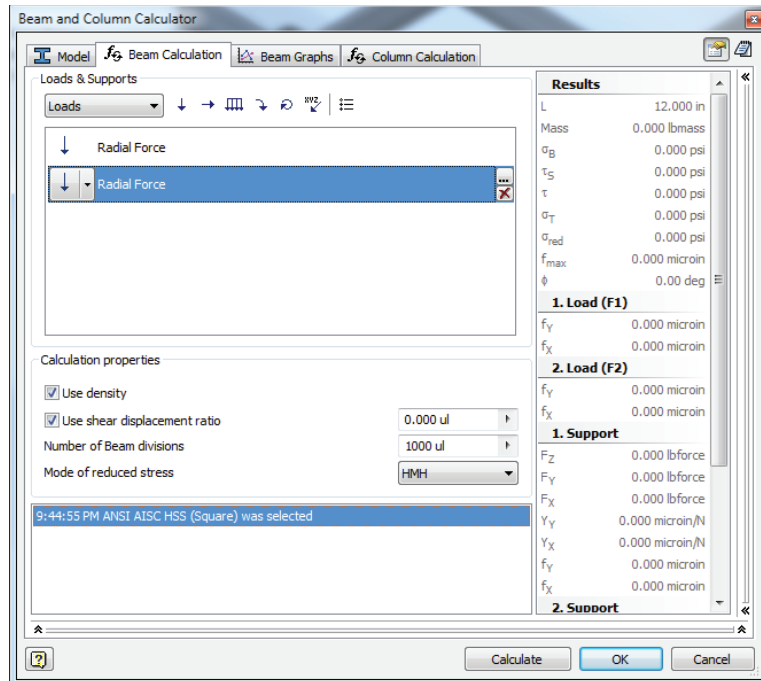 Beam and Column Calculator
Model
Beam Calculation
Beam Graphs
Column Calculation
Loads & Supports
Loads
XYZ
Radial Force
Radial Force
...
Calculation properties
Use density
Use shear displacement ratio 0.000 ul
Number of Beam divisions 1000 ul
Mode of reduced stress HMH
9:44:55 PM ANSI AISC HSS (Square) was selected
Results
L 12.000 in
Mass 0.000 lbmass
σB 0.000 psi
τS 0.000 psi
τ 0.000 psi
σT 0.000 psi
σred 0.000 psi
fmax 0.000 microin
ϕ 0.00 deg
1. Load (F1)
fY 0.000 microin
fX 0.000 microin
2. Load (F2)
fY 0.000 microin
fX 0.000 microin
1. Support
FZ 0.000 lbforce
FY 0.000 lbforce
FX 0.000 lbforce
YY 0.000 microin/N
YX 0.000 microin/N
fY 0.000 microin
fX 0.000 microin
2. Support
?
Calculate
OK
Cancel